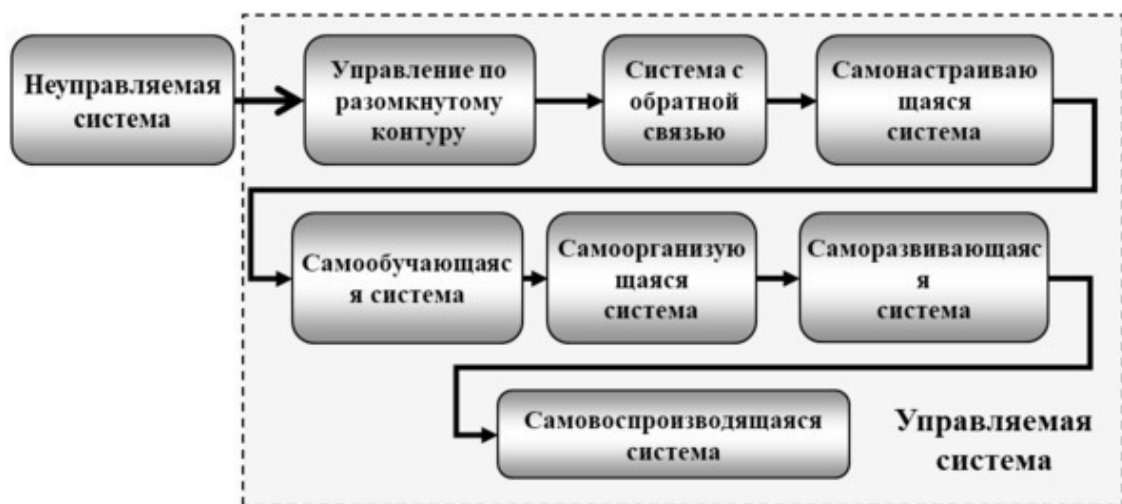 Неуправляемая
система
Управление по
разомкнутому
контуру
Система с
обратной
связью
Самонастраиваю
щаяся
система
Самообучающаяс
я система
Самоорганизую
щаяся
система
Саморазвивающаяс
я
система
Самовоспроизводящаяся
система
Управляемая
система